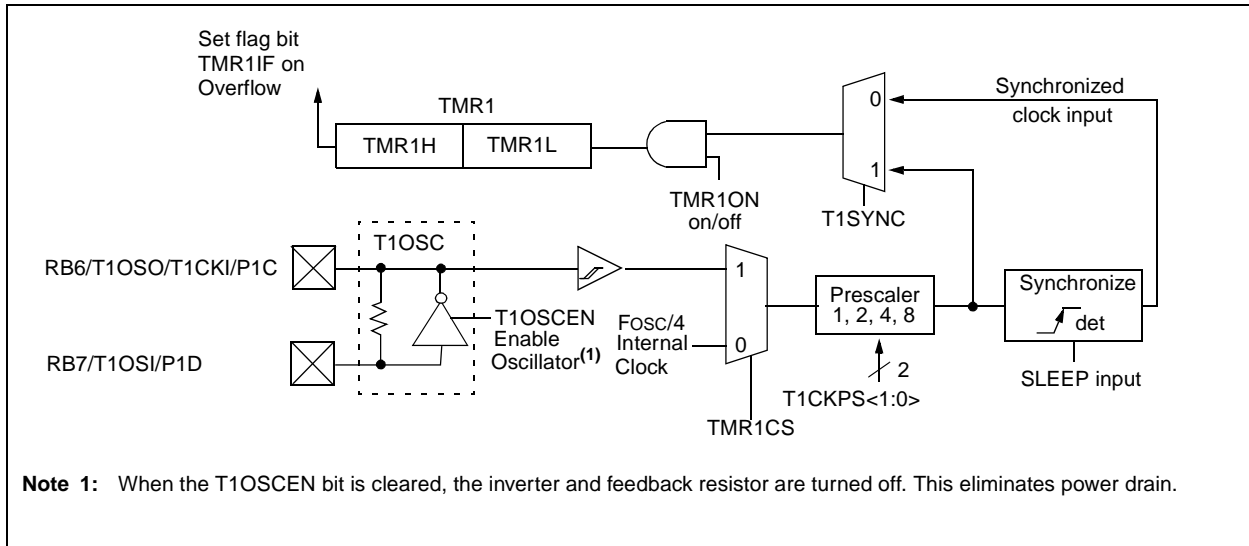 Set flag bit
TMR1IF on
Overflow
TMR1
TMR1H
TMR1L
TMR1ON
on/off
0
1
T1SYNC
Synchronized
clock input
RB6/T1OSO/T1CKI/P1C
T1OSC
RB7/T1OSI/P1D
T1OSCEN
Enable
Oscillator(1)
FOSC/4
Internal
Clock
1
0
TMR1CS
Prescaler
1, 2, 4, 8
2
T1CKPS<1:0>
Synchronize
det
SLEEP input
Note 1: When the T1OSCEN bit is cleared, the inverter and feedback resistor are turned off. This eliminates power drain.